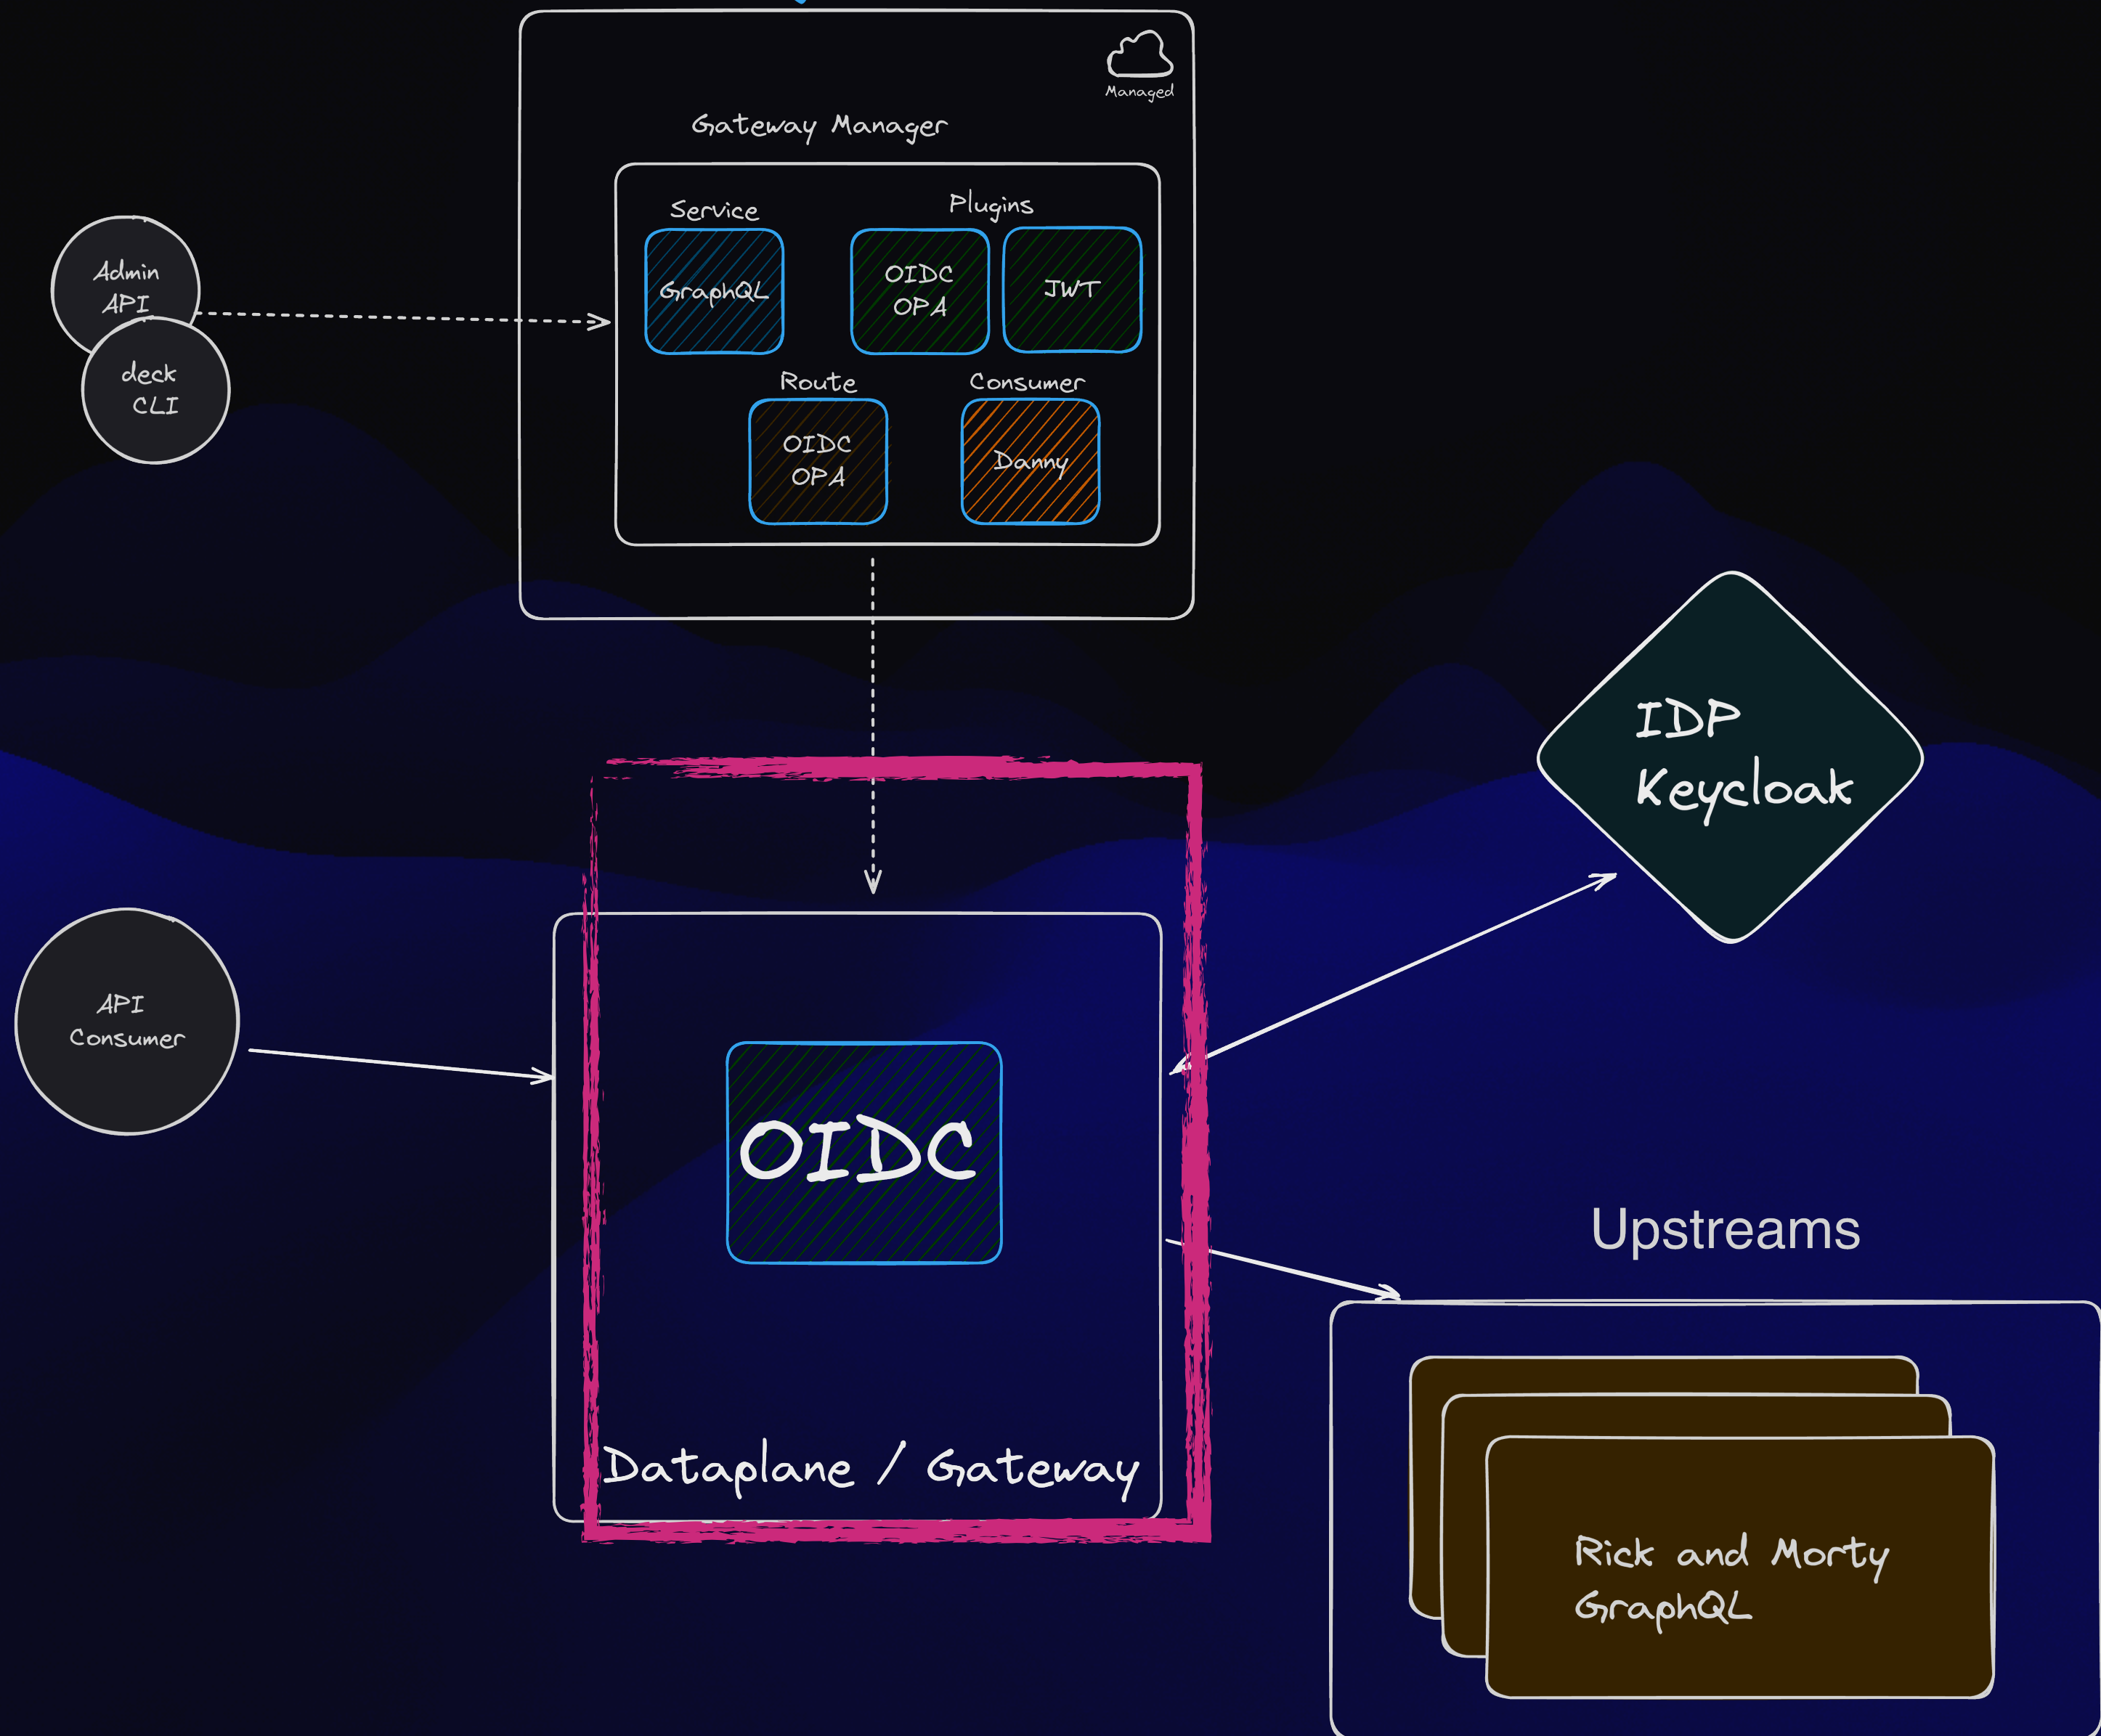 Managed
Gateway Manager
Service
Plugins
GraphQL
OIDC
OPA
JWT
Admin
API
deck
CLI
Route
Consumer
OIDC
OPA
Danny
IDP
Keycloak
API
Consumer
OIDC
Dataplane / Gateway
Upstreams
Rick and Morty
GraphQL